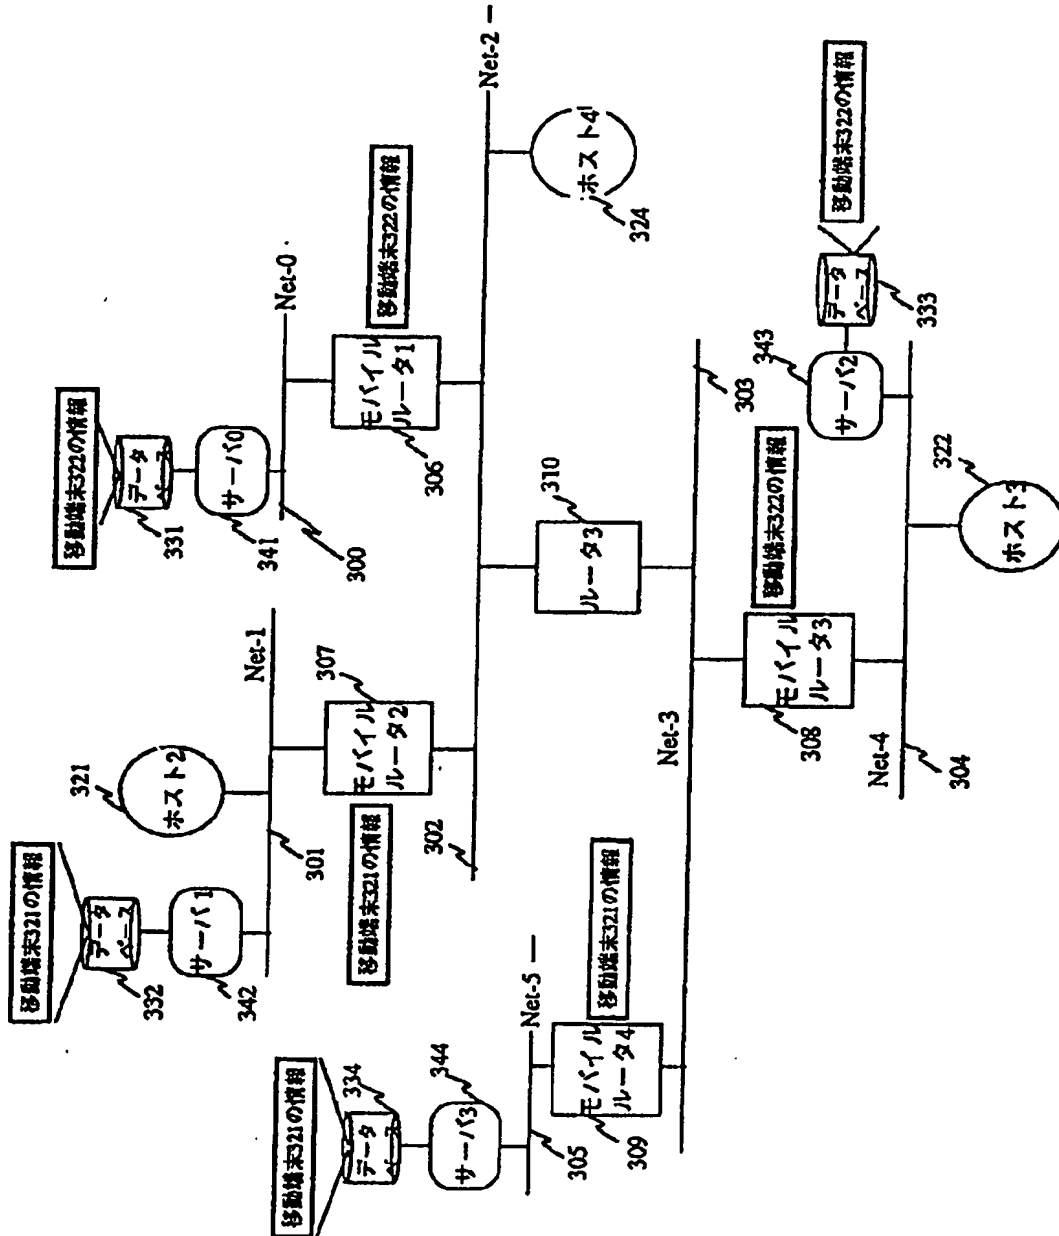 移動端末321の情報
データ
ベース
332
サーバ1
342
ホスト2
321
Net-1
301
移動端末322の情報
データ
ベース
331
サーバ0
341
Net-0
300
移動端末321の情報
データ
ベース
334
サーバ3
344
Net-5
305
移動端末321の情報
モバイル
ルータ2
307
移動端末322の情報
モバイル
ルータ1
306
302
Net-2
ホスト4
324
移動端末321の情報
モバイル
ルータ4
309
ルータ3
310
Net-3
303
移動端末322の情報
モバイル
ルータ3
308
サーバ2
343
データ
ベース
333
移動端末322の情報
Net-4
304
ホスト3
322